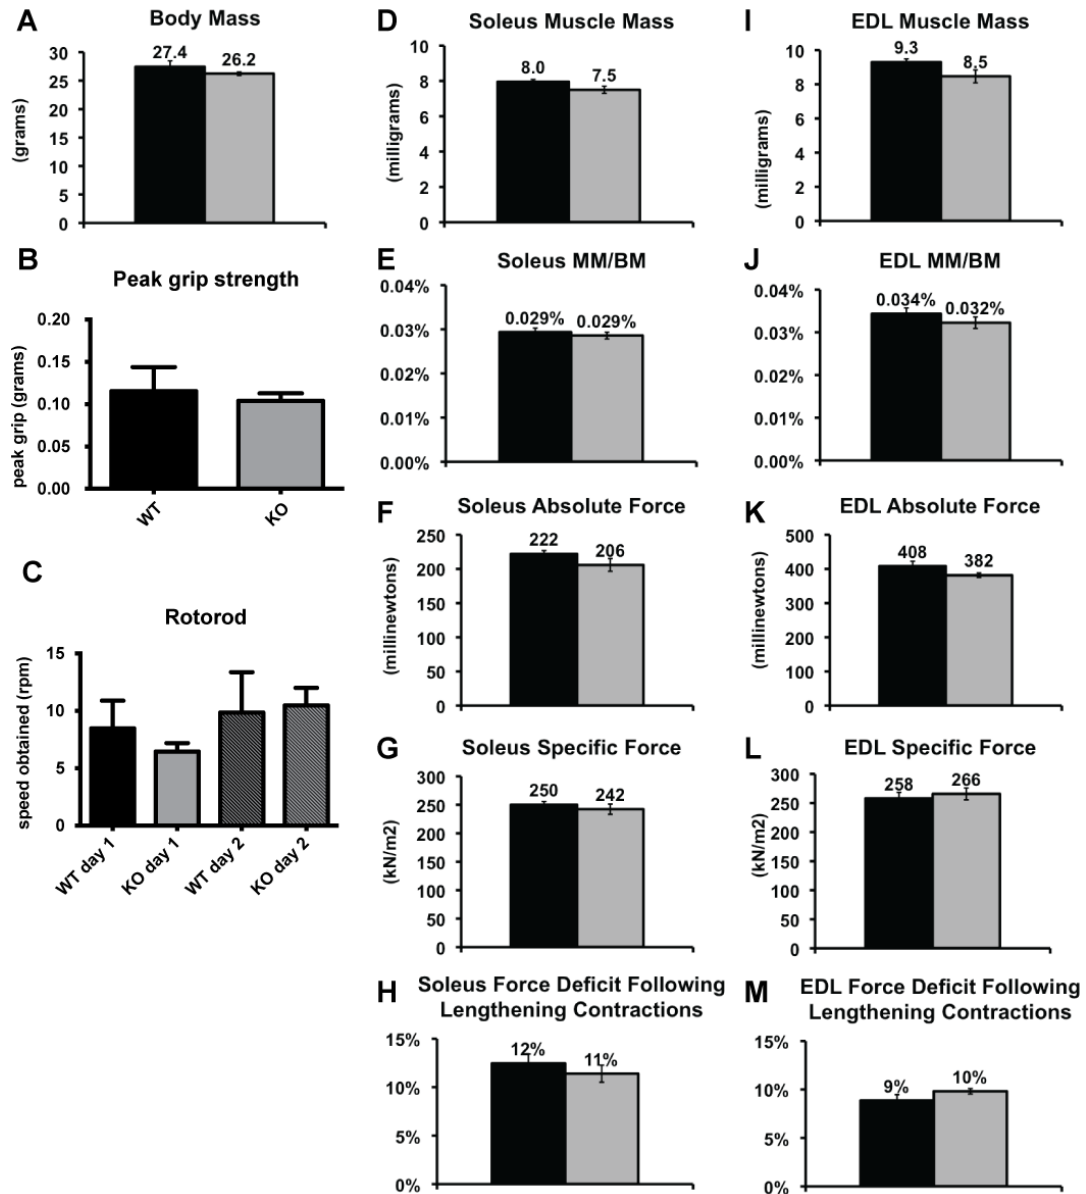 A
Body Mass
(grams)
30
25
20
15
10
5
0
27.4
26.2
B
Peak grip strength
peak grip (grams)
0.20
0.15
0.10
0.05
0.00
WT
KO
C
Rotorod
speed obtained (rpm)
15
10
5
0
WT day 1
KO day 1
WT day 2
KO day 2
D
Soleus Muscle Mass
(milligrams)
10
8
6
4
2
0
8.0
7.5
E
Soleus MM/BM
0.04%
0.03%
0.02%
0.01%
0.00%
0.029%
0.029%
F
Soleus Absolute Force
(millinewtons)
250
200
150
100
50
0
222
206
G
Soleus Specific Force
(kN/m2)
300
250
200
150
100
50
0
250
242
H
Soleus Force Deficit Following
Lengthening Contractions
15%
10%
5%
0%
12%
11%
I
EDL Muscle Mass
(milligrams)
10
8
6
4
2
0
9.3
8.5
J
EDL MM/BM
0.04%
0.03%
0.02%
0.01%
0.00%
0.034%
0.032%
K
EDL Absolute Force
(millinewtons)
500
400
300
200
100
0
408
382
L
EDL Specific Force
(kN/m2)
300
250
200
150
100
50
0
258
266
M
EDL Force Deficit Following
Lengthening Contractions
15%
10%
5%
0%
9%
10%